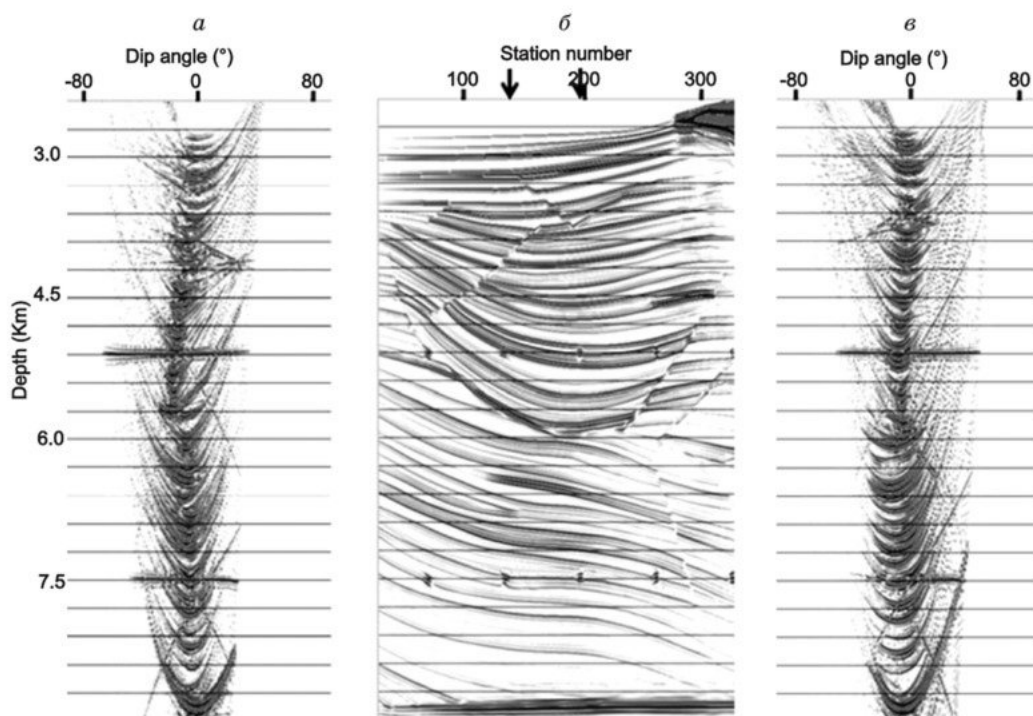 а
б
в
Dip angle (°)
Station number
Dip angle (°)
-80 0 80
100 200 300
-80 0 80
Depth (Km)
3.0
4.5
6.0
7.5